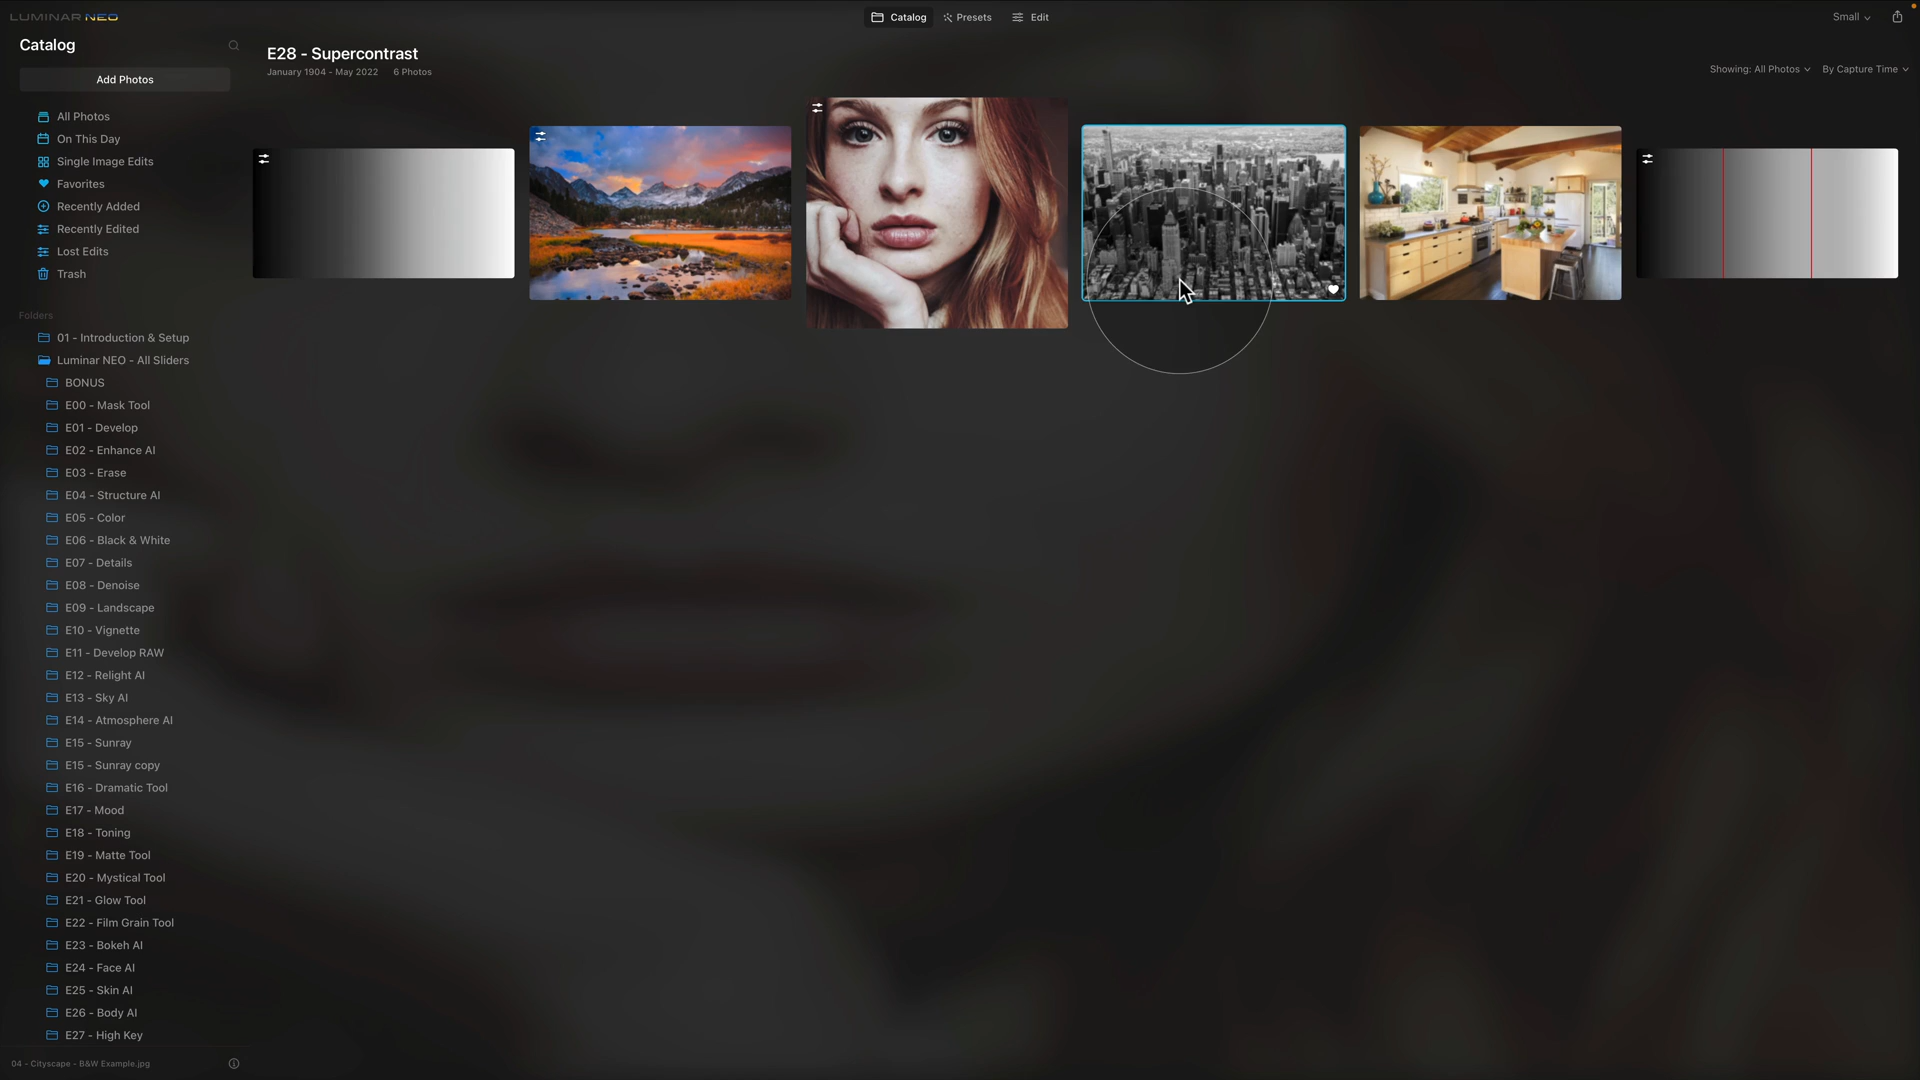 LUMINAR NEO
Catalog
Presets
Edit
Small
Catalog
Add Photos
E28 - Supercontrast
January 1904 - May 2022 6 Photos
Showing: All Photos
By Capture Time
All Photos
On This Day
Single Image Edits
Favorites
Recently Added
Recently Edited
Lost Edits
Trash
Folders
01 - Introduction & Setup
Luminar NEO - All Sliders
BONUS
E00 - Mask Tool
E01 - Develop
E02 - Enhance AI
E03 - Erase
E04 - Structure AI
E05 - Color
E06 - Black & White
E07 - Details
E08 - Denoise
E09 - Landscape
E10 - Vignette
E11 - Develop RAW
E12 - Relight AI
E13 - Sky AI
E14 - Atmosphere AI
E15 - Sunray
E15 - Sunray copy
E16 - Dramatic Tool
E17 - Mood
E18 - Toning
E19 - Matte Tool
E20 - Mystical Tool
E21 - Glow Tool
E22 - Film Grain Tool
E23 - Bokeh AI
E24 - Face AI
E25 - Skin AI
E26 - Body AI
E27 - High Key
04 - Cityscape - B&W Example.jpg